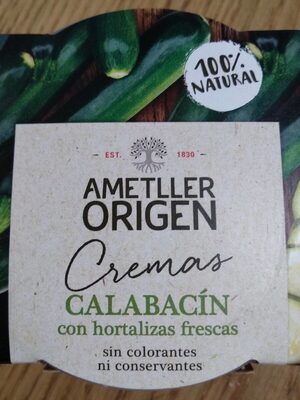 100%
NATURAL
EST. 1830
AMETLLER
ORIGEN
Cremas
CALABACÍN
con hortalizas frescas
sin colorantes
ni conservantes